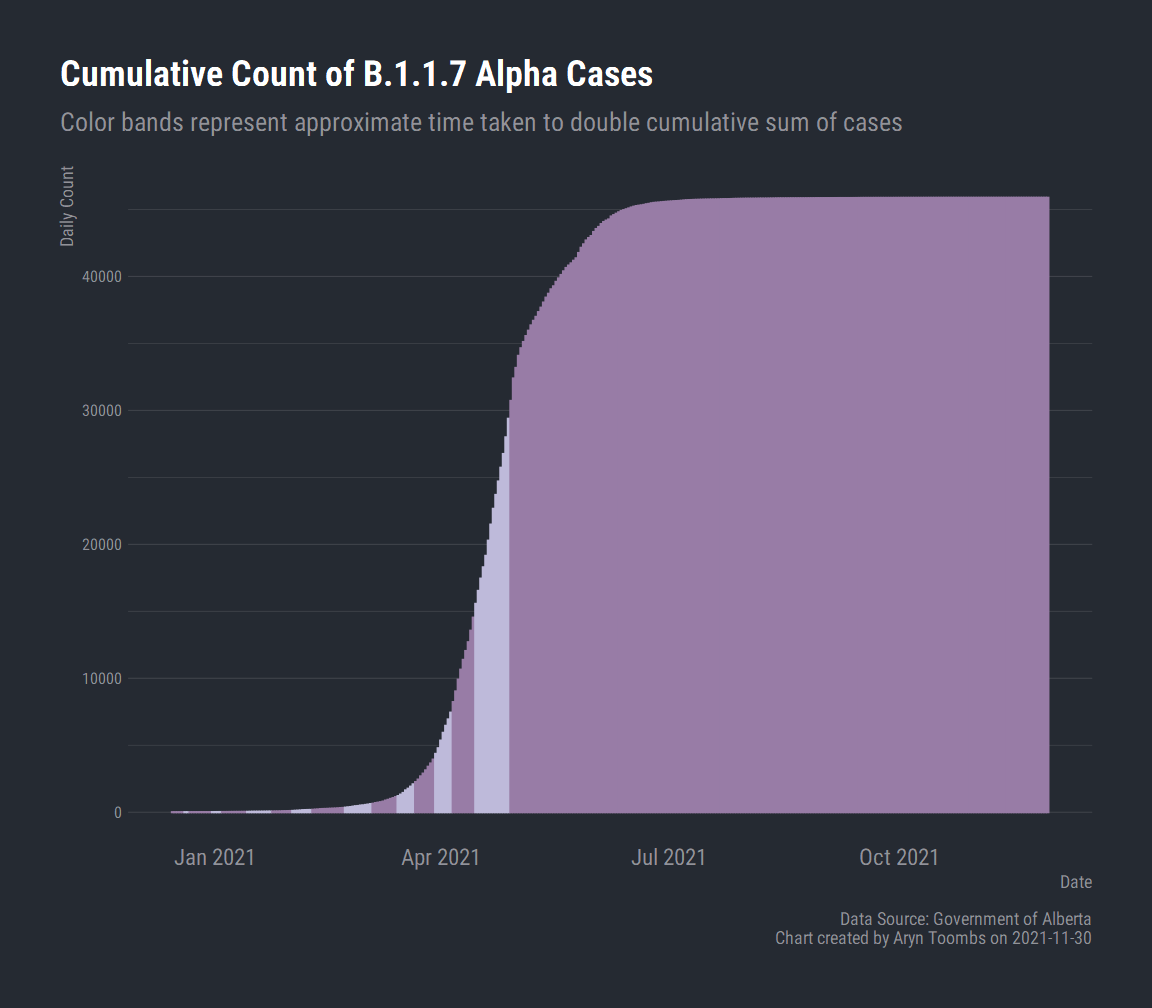 Cumulative Count of B.1.1.7 Alpha Cases
Color bands represent approximate time taken to double cumulative sum of cases
Daily Count
40000
30000
20000
10000
0
Jan 2021 Apr 2021 Jul 2021 Oct 2021
Date
Data Source: Government of Alberta
Chart created by Aryn Toombs on 2021-11-30